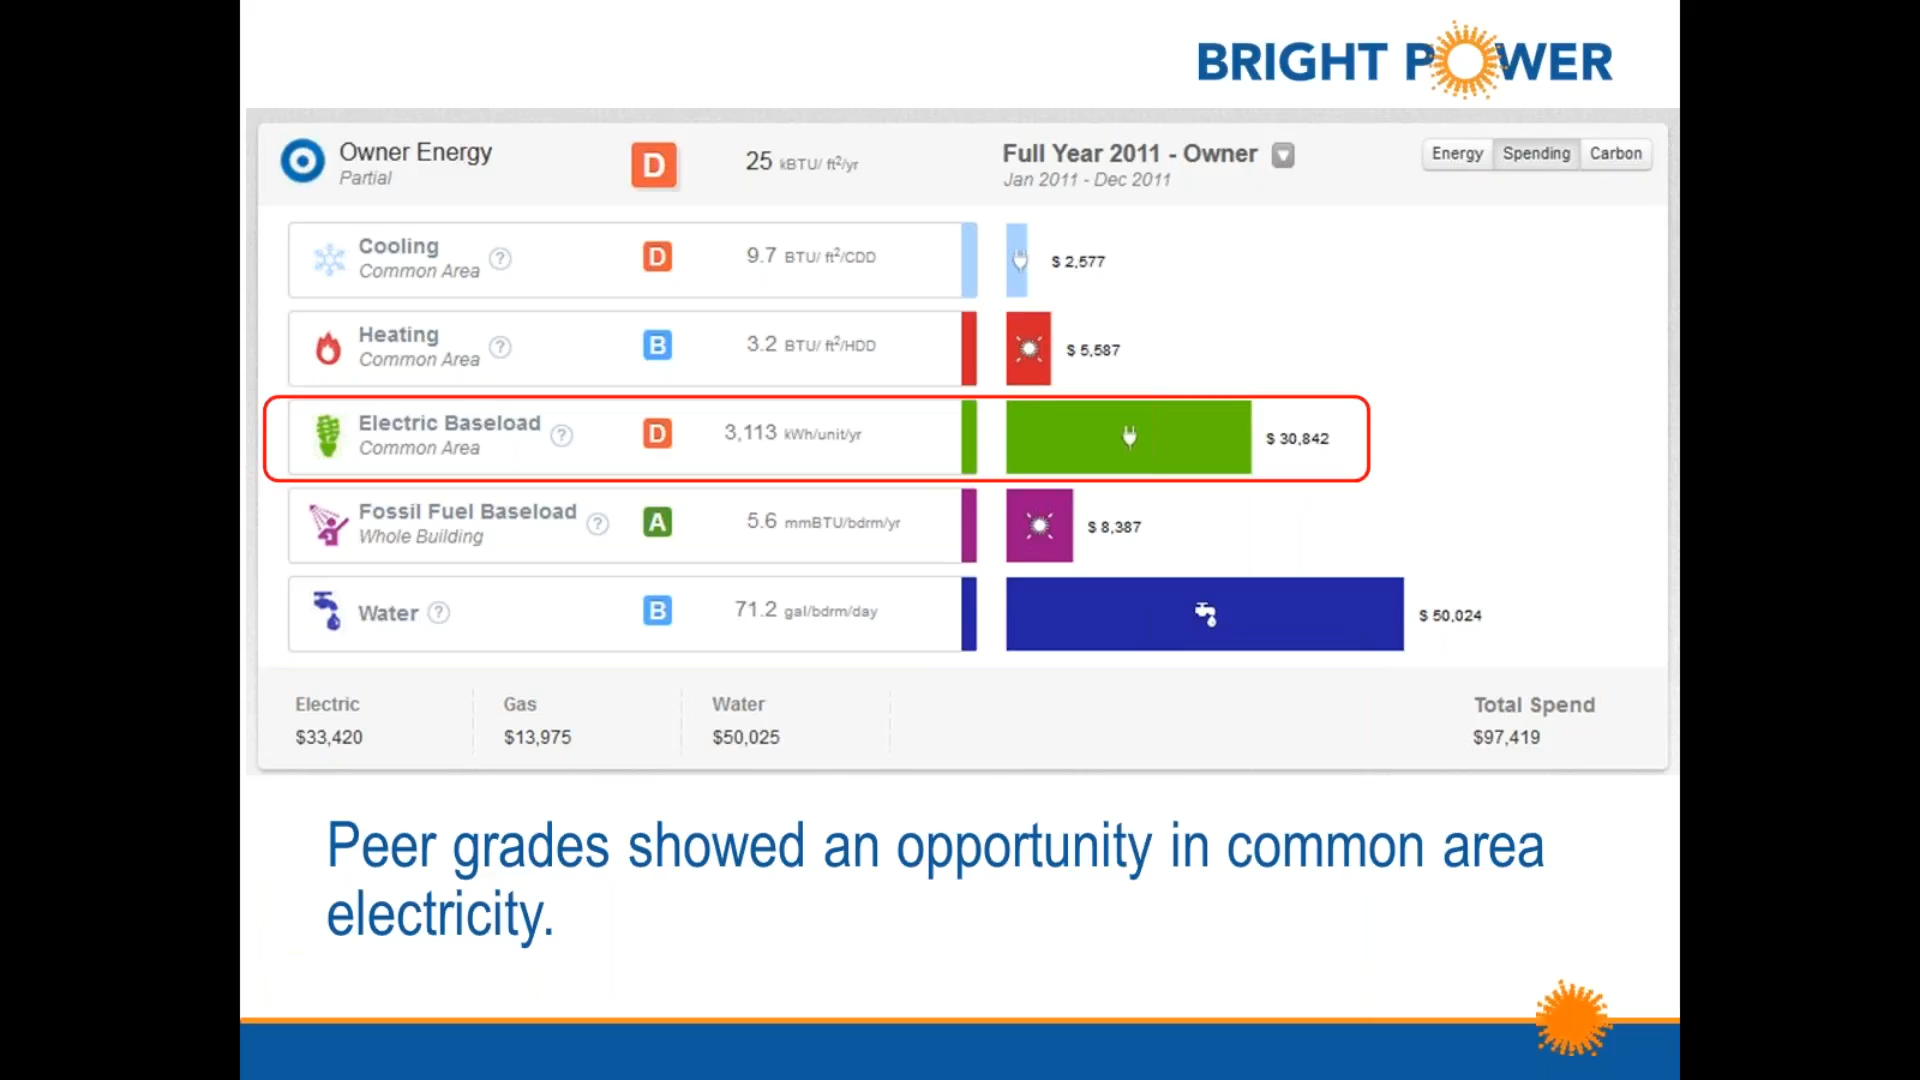 BRIGHT POWER
Owner Energy
Partial
D
25 kBTU/ ft²/yr
Full Year 2011 - Owner
Jan 2011 - Dec 2011
Energy Spending Carbon
Cooling ?
Common Area
D
9.7 BTU/ ft²/CDD
$ 2,577
Heating ?
Common Area
B
3.2 BTU/ ft²/HDD
$ 5,587
Electric Baseload ?
Common Area
D
3,113 kWh/unit/yr
$ 30,842
Fossil Fuel Baseload ?
Whole Building
A
5.6 mmBTU/bdrm/yr
$ 8,387
Water ?
B
71.2 gal/bdrm/day
$ 50,024
Electric Gas Water Total Spend
$33,420 $13,975 $50,025 $97,419
Peer grades showed an opportunity in common area
electricity.